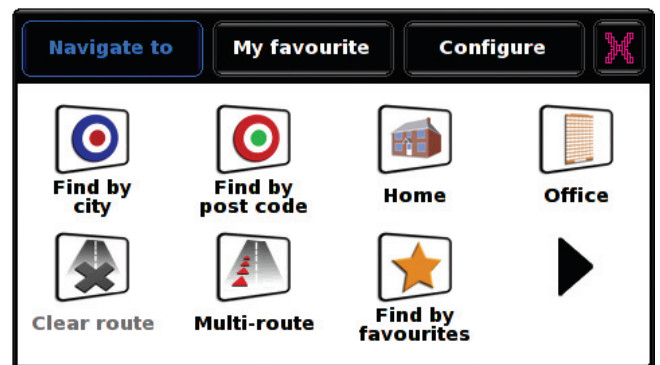 Navigate to My favourite Configure
Find by
city
Find by
post code
Home
Office
Clear route
Multi-route
Find by
favourites